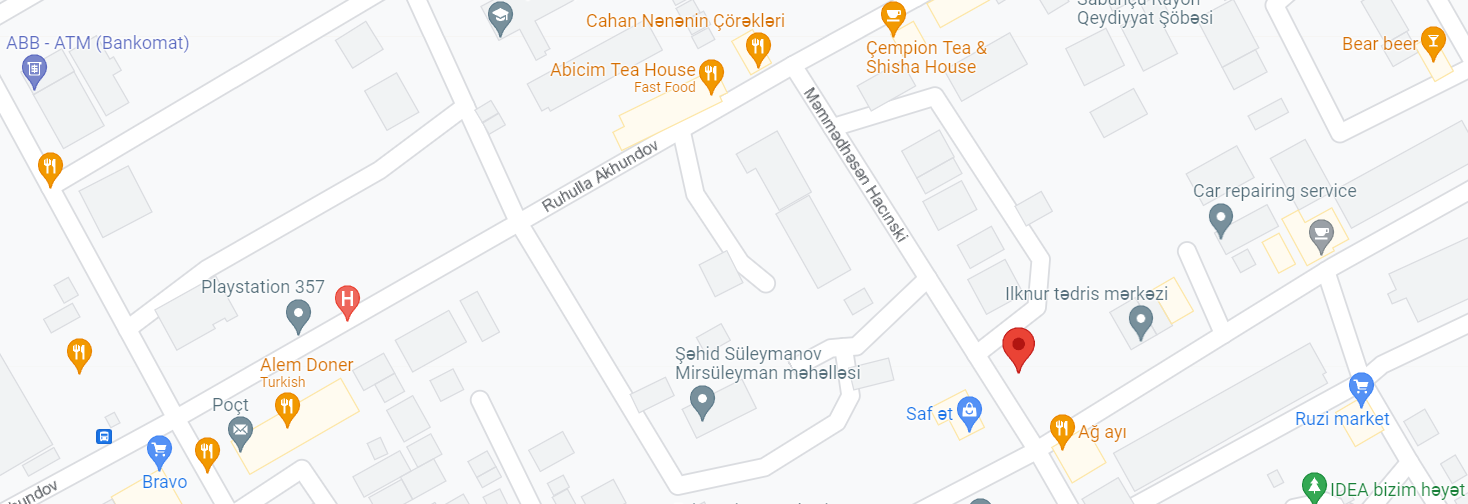 Sabunçu Rayon
Qeydiyyat Şöbəsi
Cahan Nənənin Çörəkləri
ABB - ATM (Bankomat)
Çempion Tea &
Shisha House
Bear beer
Abicim Tea House
Fast Food
Məmmədhəsən Hacınski
Ruhulla Akhundov
Car repairing service
H
Playstation 357
Ilknur tədris mərkəzi
Şəhid Süleymanov
Mirsüleyman məhəlləsi
Alem Doner
Turkish
Poçt
Saf ət
Ağ ayı
Ruzi market
Bravo
IDEA bizim həyət